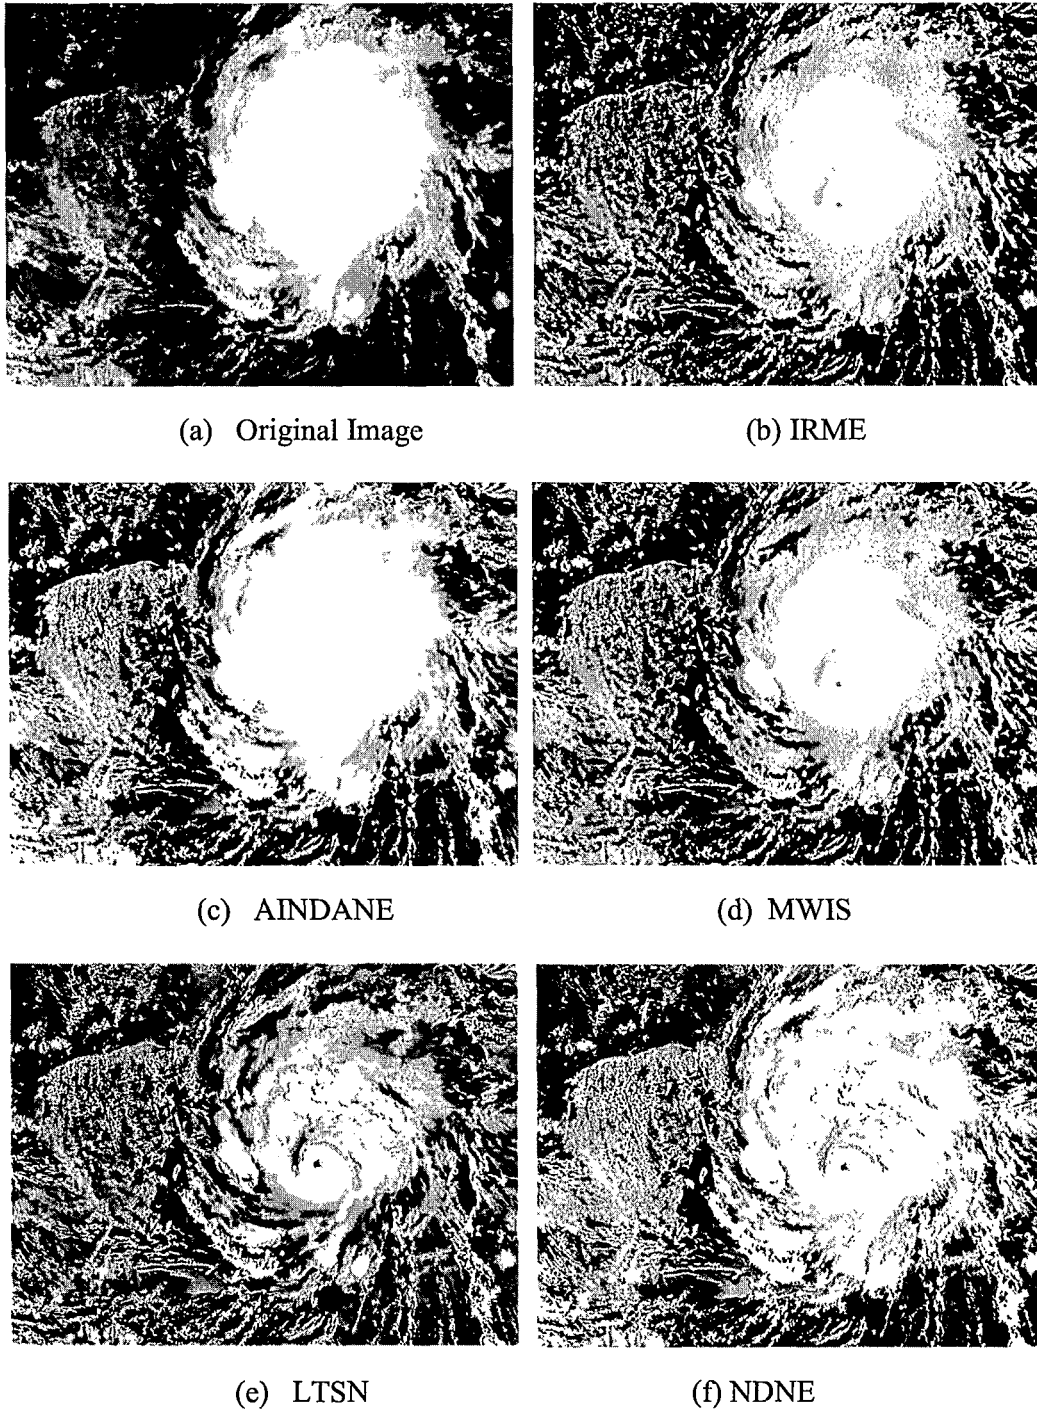 (a) Original Image
(b) IRME
(c) AINDANE
(d) MWIS
(e) LTSN
(f) NDNE